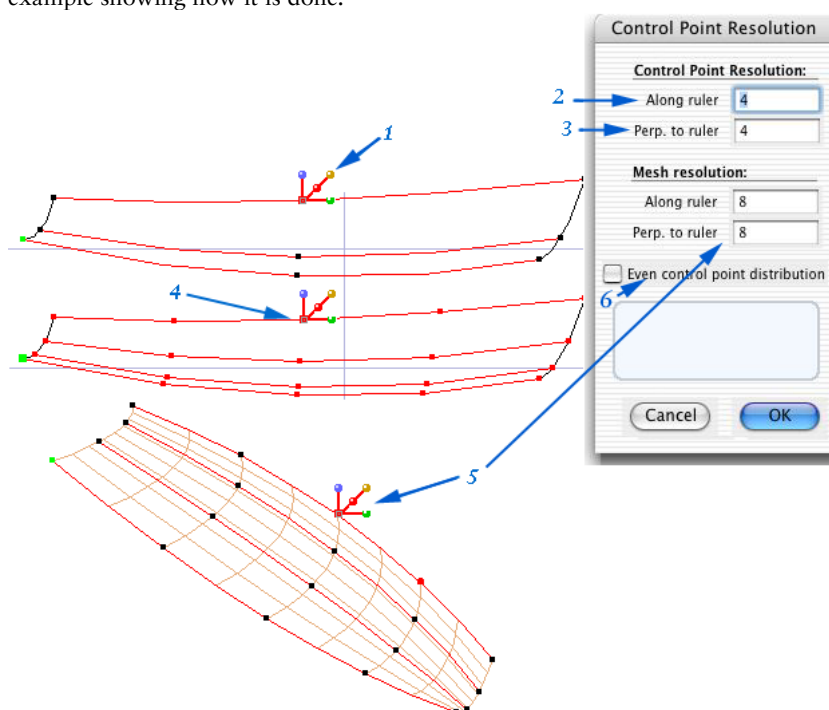 example showing how it is done.
Control Point Resolution
Control Point Resolution:
2 Along ruler 4
3 Perp. to ruler 4
1
Mesh resolution:
Along ruler 8
Perp. to ruler 8
Even control point distribution
6
4
Cancel OK
5